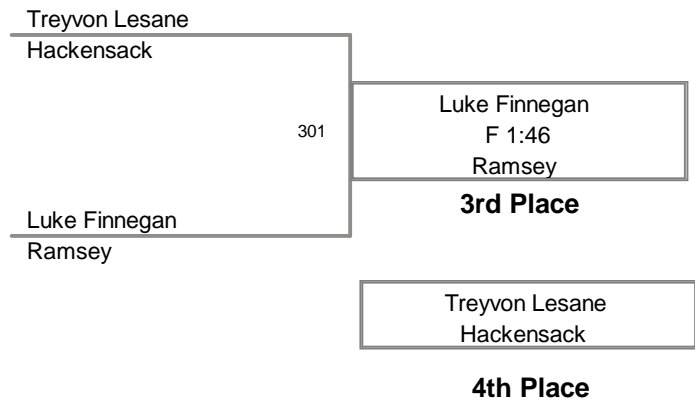 Treyvon Lesane
Hackensack
301
Luke Finnegan
F 1:46
Ramsey
3rd Place
Luke Finnegan
Ramsey
Treyvon Lesane
Hackensack
4th Place